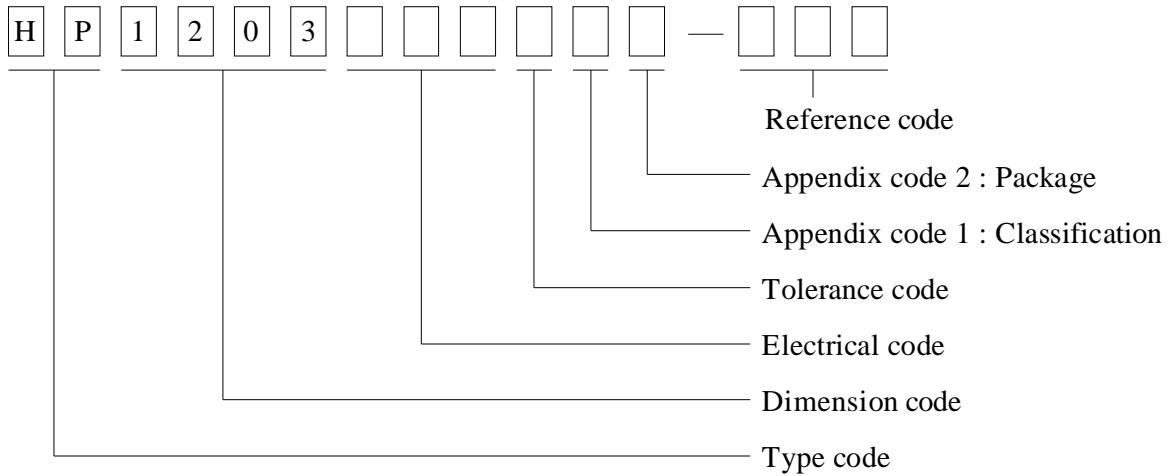 H P 1 2 0 3 —
Reference code
Appendix code 2 : Package
Appendix code 1 : Classification
Tolerance code
Electrical code
Dimension code
Type code